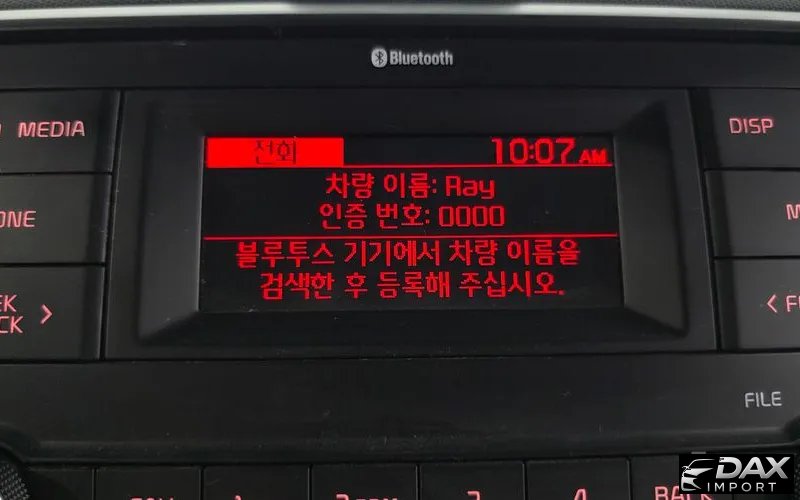 Bluetooth
MEDIA
DISP
전화 10:07 AM
차량 이름: Ray
인증 번호: 0000
블루투스 기기에서 차량 이름을
검색한 후 등록해 주십시오.
FILE
BACK
DAX
IMPORT